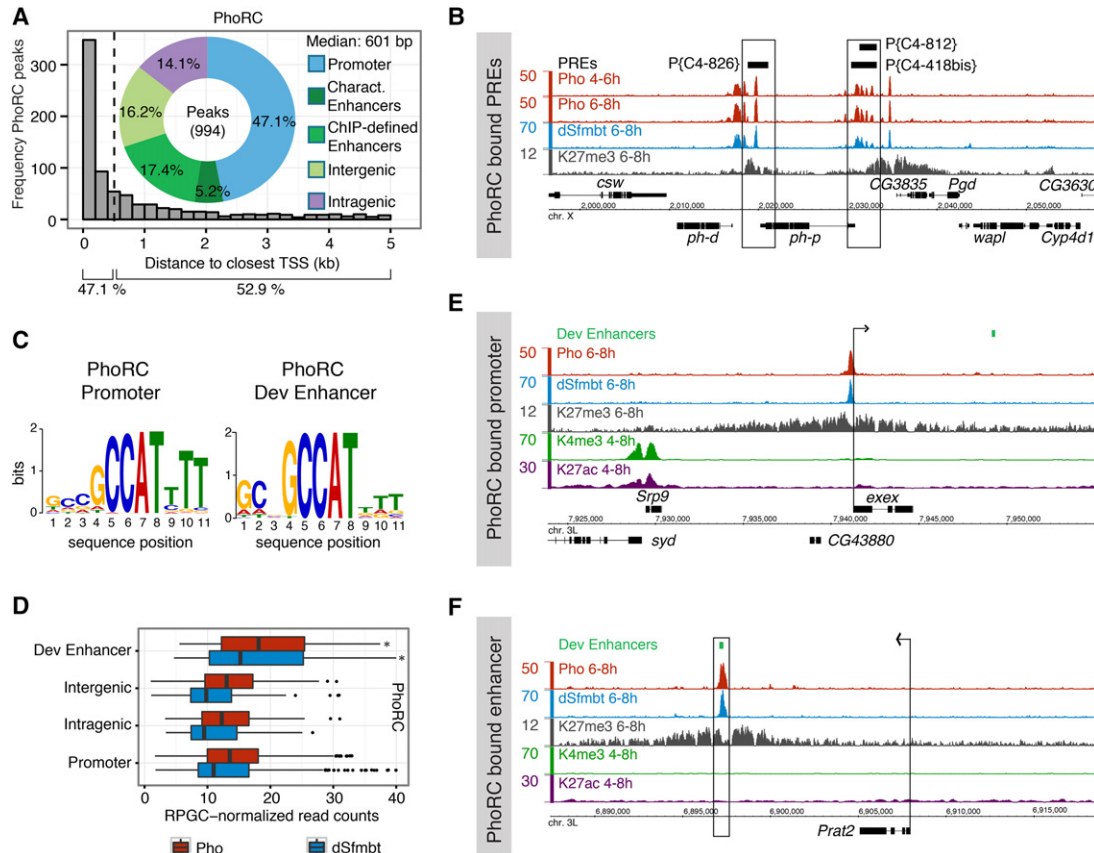 A
PhoRC
Frequency PhoRC peaks
300
200
100
0
Median: 601 bp
Promoter
Charact. Enhancers
ChIP-defined Enhancers
Intergenic
Intragenic
14.1%
47.1%
16.2%
17.4%
5.2%
Peaks
(994)
0 1 2 3 4 5
Distance to closest TSS (kb)
47.1 % 52.9 %
B
PhoRC bound PREs
P{C4-812}
P{C4-826} P{C4-418bis}
PREs
50 Pho 4-6h
50 Pho 6-8h
70 dSfmbt 6-8h
12 K27me3 6-8h
csw CG3835 Pgd CG3630
2,000,000 2,010,000 2,020,000 2,030,000 2,040,000 2,050,000
chr. X
ph-d ph-p wapl Cyp4d1
C
PhoRC Promoter
PhoRC Dev Enhancer
bits
2
1
0
1 2 3 4 5 6 7 8 9 10 11
sequence position
2
1
0
1 2 3 4 5 6 7 8 9 10 11
sequence position
D
Dev Enhancer
Intergenic
Intragenic
Promoter
* *
PhoRC
0 10 20 30 40
RPGC-normalized read counts
Pho dSfmbt
E
PhoRC bound promoter
Dev Enhancers
50 Pho 6-8h
70 dSfmbt 6-8h
12 K27me3 6-8h
70 K4me3 4-8h
30 K27ac 4-8h
Srp9 exex
7,925,000 7,930,000 7,935,000 7,940,000 7,945,000 7,950,000
chr. 3L
syd CG43880
F
PhoRC bound enhancer
Dev Enhancers
50 Pho 6-8h
70 dSfmbt 6-8h
12 K27me3 6-8h
70 K4me3 4-8h
30 K27ac 4-8h
6,890,000 6,895,000 6,900,000 6,905,000 6,910,000 6,915,000
chr. 3L
Prat2